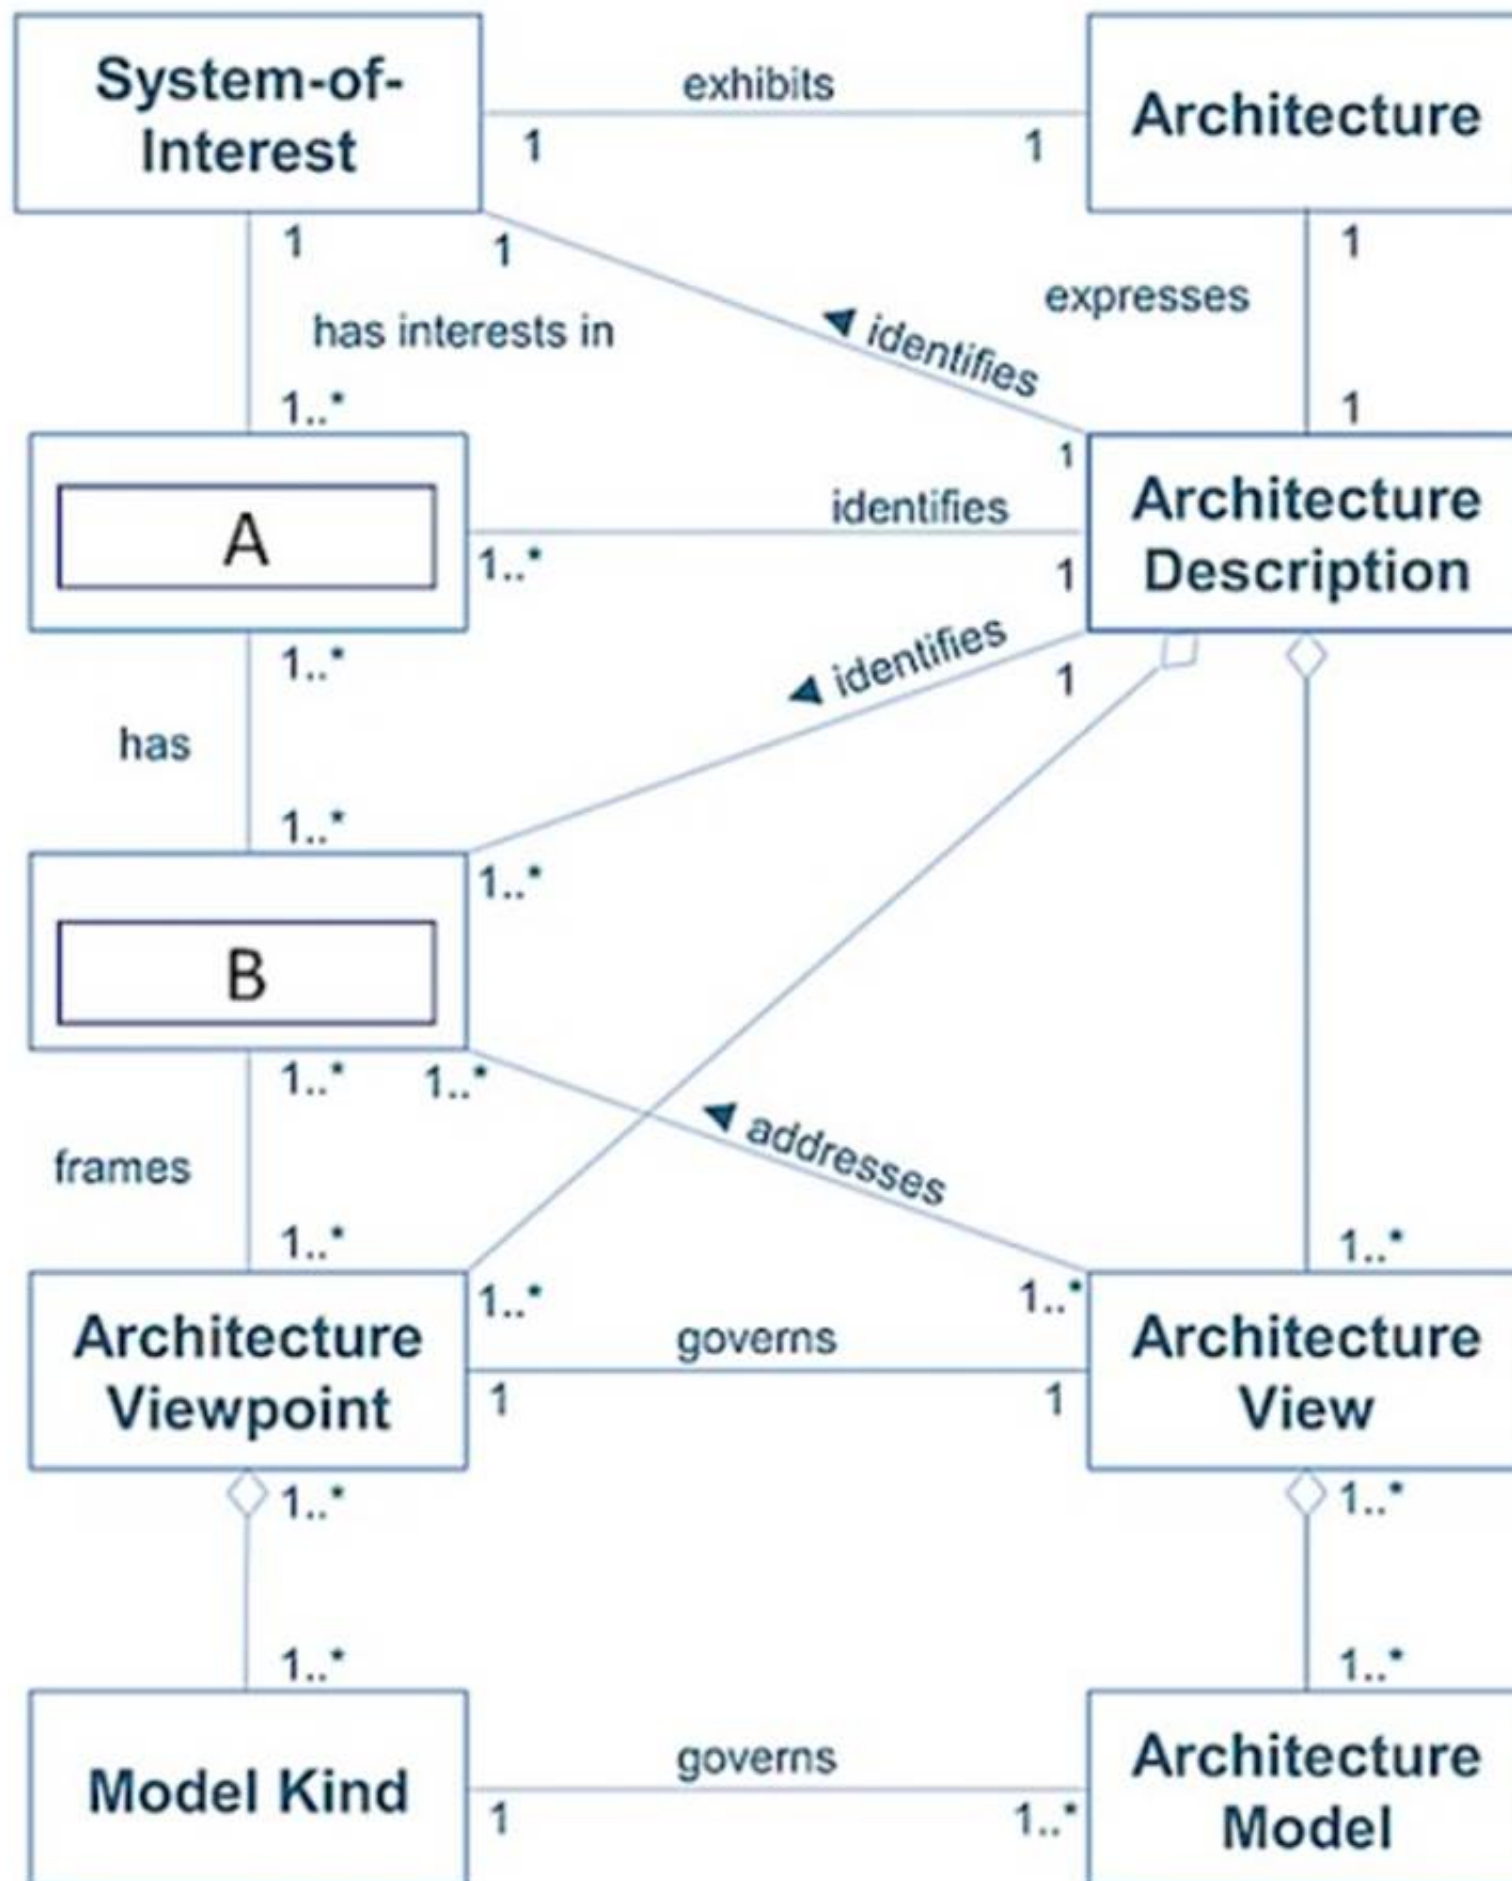 System-of-
Interest
exhibits
Architecture
1
1
1
1
1
expresses
has interests in
identifies
1..*
1
1
A
identifies
Architecture
Description
1..*
1
1..*
identifies
1
has
1..*
1..*
B
1..*
1..*
addresses
frames
1..*
1..*
Architecture
Viewpoint
1..*
governs
1..*
Architecture
View
1
1
1..*
1..*
1..*
1..*
Model Kind
governs
Architecture
Model
1
1..*